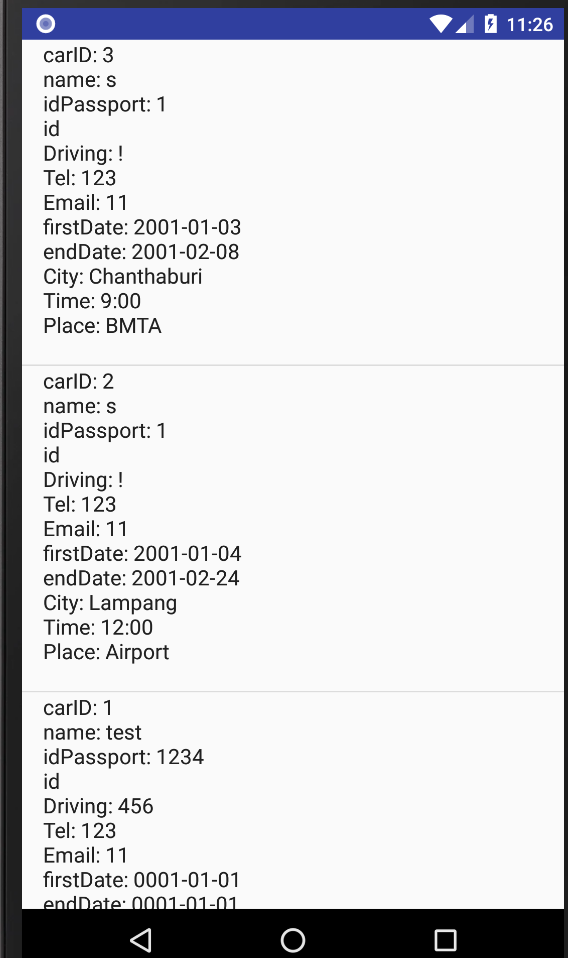 11:26
carID: 3
name: s
idPassport: 1
id
Driving: !
Tel: 123
Email: 11
firstDate: 2001-01-03
endDate: 2001-02-08
City: Chanthaburi
Time: 9:00
Place: BMTA
carID: 2
name: s
idPassport: 1
id
Driving: !
Tel: 123
Email: 11
firstDate: 2001-01-04
endDate: 2001-02-24
City: Lampang
Time: 12:00
Place: Airport
carID: 1
name: test
idPassport: 1234
id
Driving: 456
Tel: 123
Email: 11
firstDate: 0001-01-01
endDate: 0001-01-01